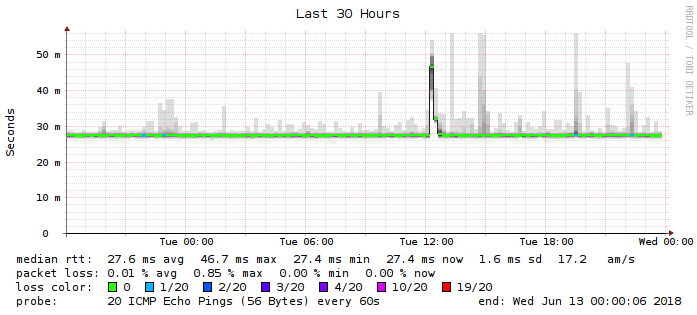 Last 30 Hours
RRDTOOL / TOBI OETIKER
Seconds
50 m
40 m
30 m
20 m
10 m
0
Tue 00:00 Tue 06:00 Tue 12:00 Tue 18:00 Wed 00:00
median rtt: 27.6 ms avg 46.7 ms max 27.4 ms min 27.4 ms now 1.6 ms sd 17.2 am/s
packet loss: 0.01 % avg 0.85 % max 0.00 % min 0.00 % now
loss color: 0 1/20 2/20 3/20 4/20 10/20 19/20
probe: 20 ICMP Echo Pings (56 Bytes) every 60s end: Wed Jun 13 00:00:06 2018